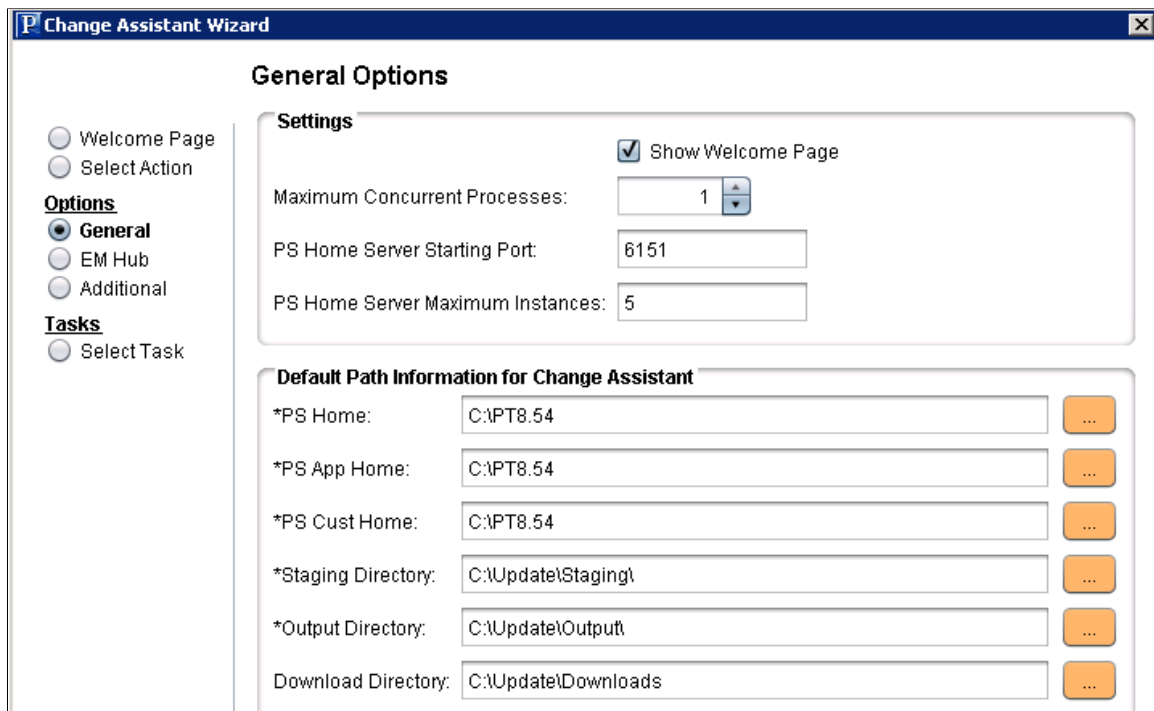 P Change Assistant Wizard
General Options
Welcome Page
Select Action
Options
General
EM Hub
Additional
Tasks
Select Task
Settings
Show Welcome Page
Maximum Concurrent Processes: 1
PS Home Server Starting Port: 6151
PS Home Server Maximum Instances: 5
Default Path Information for Change Assistant
*PS Home: C:\PT8.54 ...
*PS App Home: C:\PT8.54 ...
*PS Cust Home: C:\PT8.54 ...
*Staging Directory: C:\Update\Staging\ ...
*Output Directory: C:\Update\Output\ ...
Download Directory: C:\Update\Downloads ...